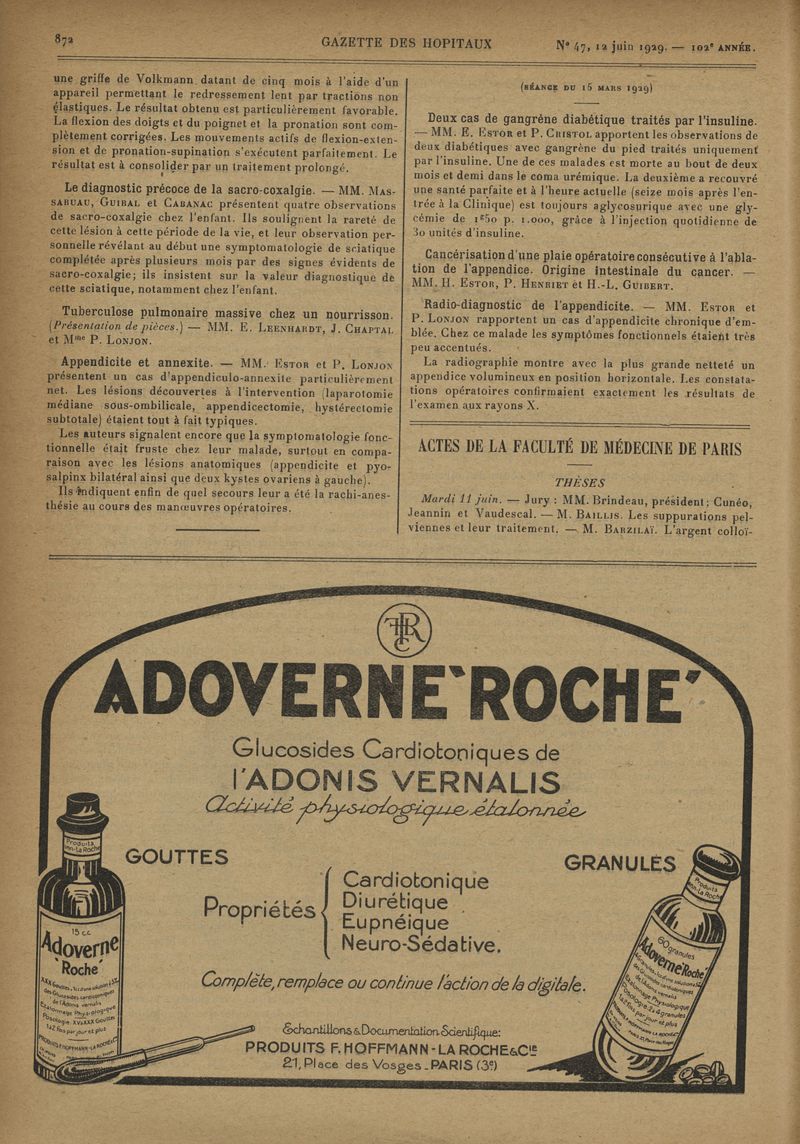 872
GAZETTE DES HOPITAUX
N° 47, 12 juin 1929. — 102e ANNÉE.
une griffe de Volkmann datant de cinq mois à l'aide d'un
appareil permettant le redressement lent par tractions non
élastiques. Le résultat obtenu est particulièrement favorable.
La flexion des doigts et du poignet et la pronation sont com-
plètement corrigées. Les mouvements actifs de flexion-exten-
sion et de pronation-supination s'exécutent parfaitement. Le
résultat est à consolider par un traitement prolongé.
Le diagnostic précoce de la sacro-coxalgie. — MM. MAS-
SABUAU, GUIBAL et CABANAC présentent quatre observations
de sacro-coxalgie chez l'enfant. Ils soulignent la rareté de
cette lésion à cette période de la vie, et leur observation per-
sonnelle révélant au début une symptomatologie de sciatique
complétée après plusieurs mois par des signes évidents de
sacro-coxalgie; ils insistent sur la valeur diagnostique de
cette sciatique, notamment chez l'enfant.
Tuberculose pulmonaire massive chez un nourrisson.
(Présentation de pièces.) — MM. E. LEENHARDT, J. CHAPTAL
et Mme P. LONJON.
Appendicite et annexite. — MM. ESTOR et P. LONJON
présentent un cas d'appendiculo-annexite particulièrement
net. Les lésions découvertes à l'intervention (laparotomie
médiane sous-ombilicale, appendicectomie, hystérectomie
subtotale) étaient tout à fait typiques.
Les auteurs signalent encore que la symptomatologie fonc-
tionnelle était fruste chez leur malade, surtout en compa-
raison avec les lésions anatomiques (appendicite et pyo-
salpinx bilatéral ainsi que deux kystes ovariens à gauche).
Ils indiquent enfin de quel secours leur a été la rachi-anes-
thésie au cours des manœuvres opératoires.
(SÉANCE DU 15 MARS 1929)
Deux cas de gangrène diabétique traités par l'insuline.
— MM. E. ESTOR et P. CRISTOL apportent les observations de
deux diabétiques avec gangrène du pied traités uniquement
par l'insuline. Une de ces malades est morte au bout de deux
mois et demi dans le coma urémique. La deuxième a recouvré
une santé parfaite et à l'heure actuelle (seize mois après l'en-
trée à la Clinique) est toujours aglycosurique avec une gly-
cémie de 1g50 p. 1.000, grâce à l'injection quotidienne de
30 unités d'insuline.
Cancérisation d'une plaie opératoire consécutive à l'abla-
tion de l'appendice. Origine intestinale du cancer. —
MM. H. ESTOR, P. HENRIET et H.-L. GUIBERT.
Radio-diagnostic de l'appendicite. — MM. ESTOR et
P. LONJON rapportent un cas d'appendicite chronique d'em-
blée. Chez ce malade les symptômes fonctionnels étaient très
peu accentués.
La radiographie montre avec la plus grande netteté un
appendice volumineux en position horizontale. Les constata-
tions opératoires confirmaient exactement les résultats de
l'examen aux rayons X.
ACTES DE LA FACULTÉ DE MÉDECINE DE PARIS
THÈSES
Mardi 11 juin. — Jury : MM. Brindeau, président; Cunéo,
Jeannin et Vaudescal. — M. BAILLIS. Les suppurations pel-
viennes et leur traitement. — M. BARZILAÏ. L'argent colloï-
ADOVERNE "ROCHE"
Glucosides Cardiotoniques de
l'ADONIS VERNALIS
Activité physiologique étalonnée
GOUTTES
GRANULES
Propriétés
Cardiotonique
Diurétique
Eupnéique
Neuro-Sédative.
Complète, remplace ou continue l'action de la digitale.
Produits
15 cc
Adoverne
'Roche'
Produits
60 granules
Adoverne 'Roche'
Échantillons & Documentation Scientifique:
PRODUITS F. HOFFMANN-LA ROCHE & Cie
21, Place des Vosges - PARIS (3e)